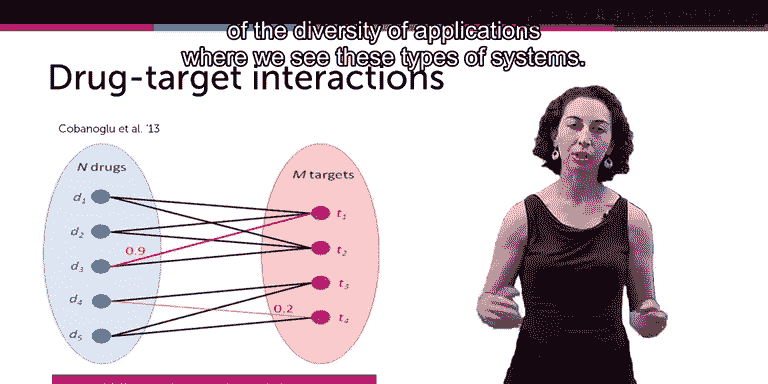 of the diversity of applications
where we see these types of systems.
Drug-target interactions
Cobanoglu et al. '13
N drugs
M targets
d1
t1
d2
0.9
t2
d3
t3
d4
0.2
t4
d5